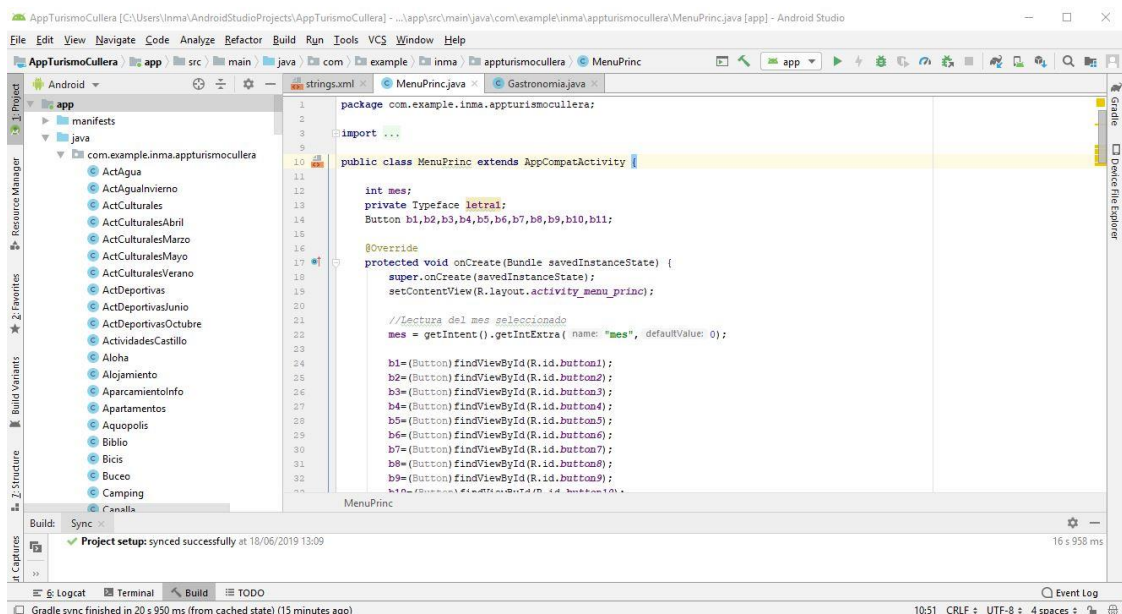 AppTurismoCullera [C:\Users\Inma\AndroidStudioProjects\AppTurismoCullera] - ...\app\src\main\java\com\example\inma\appturismocullera\MenuPrinc.java [app] - Android Studio
File Edit View Navigate Code Analyze Refactor Build Run Tools VCS Window Help
AppTurismoCullera app src main java com example inma appturismocullera MenuPrinc app
Android
strings.xml MenuPrinc.java Gastronomia.java
1: Project
Resource Manager
2: Favorites
Build Variants
Z: Structure
Captures
app
manifests
java
com.example.inma.appturismocullera
ActAgua
ActAguaInvierno
ActCulturales
ActCulturalesAbril
ActCulturalesMarzo
ActCulturalesMayo
ActCulturalesVerano
ActDeportivas
ActDeportivasJunio
ActDeportivasOctubre
ActividadesCastillo
Aloha
Alojamiento
AparcamientoInfo
Apartamentos
Aquopolis
Biblio
Bicis
Buceo
Camping
Canalla
1 package com.example.inma.appturismocullera;
2
3 import ...
9
10 public class MenuPrinc extends AppCompatActivity {
11
12 int mes;
13 private Typeface letra1;
14 Button b1,b2,b3,b4,b5,b6,b7,b8,b9,b10,b11;
15
16 @Override
17 protected void onCreate(Bundle savedInstanceState) {
18 super.onCreate(savedInstanceState);
19 setContentView(R.layout.activity_menu_princ);
20
21 //Lectura del mes seleccionado
22 mes = getIntent().getIntExtra( name: "mes", defaultValue: 0);
23
24 b1=(Button)findViewById(R.id.button1);
25 b2=(Button)findViewById(R.id.button2);
26 b3=(Button)findViewById(R.id.button3);
27 b4=(Button)findViewById(R.id.button4);
28 b5=(Button)findViewById(R.id.button5);
29 b6=(Button)findViewById(R.id.button6);
30 b7=(Button)findViewById(R.id.button7);
31 b8=(Button)findViewById(R.id.button8);
32 b9=(Button)findViewById(R.id.button9);
33 b10=(Button)findViewById(R.id.button10);
MenuPrinc
Gradle
Device File Explorer
Build: Sync
Project setup: synced successfully at 18/06/2019 13:09
16 s 958 ms
6: Logcat Terminal Build TODO Event Log
Gradle sync finished in 20 s 950 ms (from cached state) (15 minutes ago)
10:51 CRLF UTF-8 4 spaces